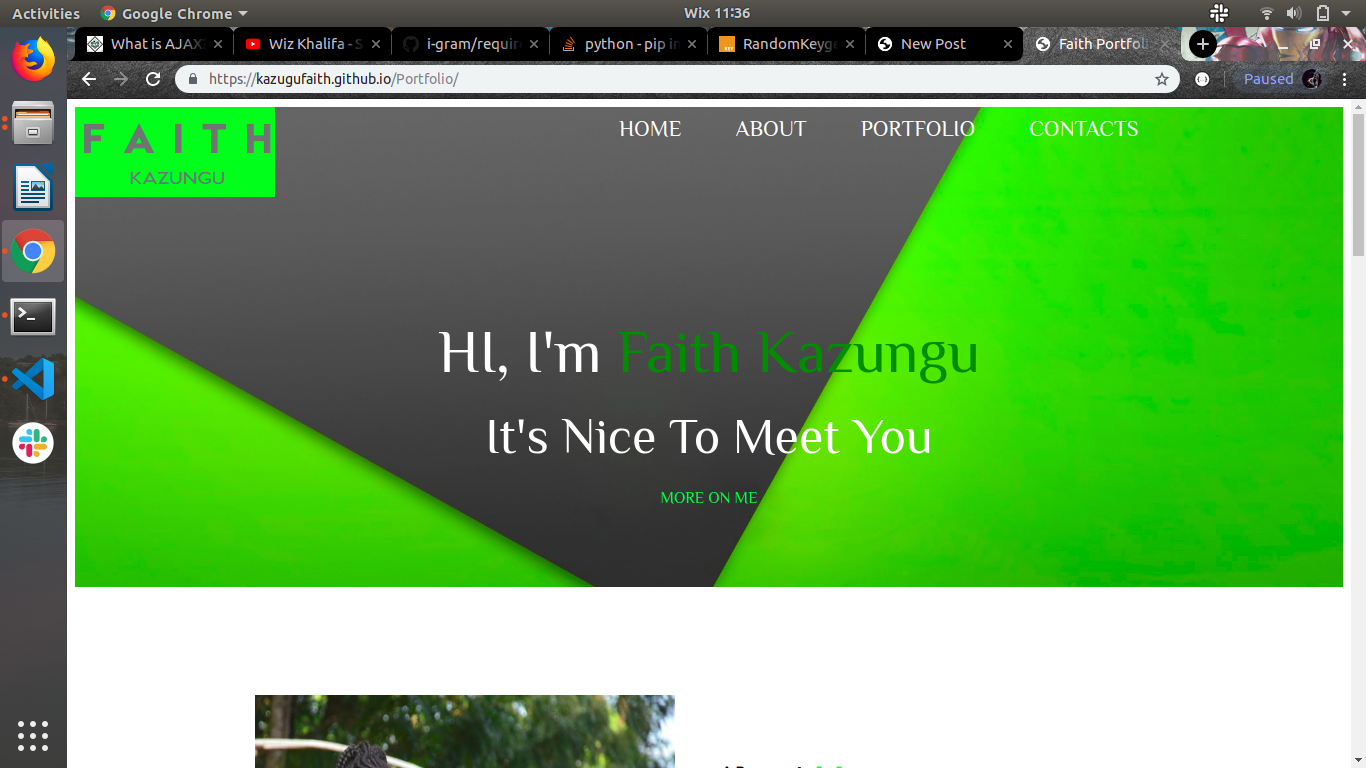 Activities Google Chrome Wix 11:36
What is AJAX Wiz Khalifa - S i-gram/require python - pip in RandomKeyge New Post Faith Portfoli
https://kazugufaith.github.io/Portfolio/ Paused
FAITH
KAZUNGU
HOME ABOUT PORTFOLIO CONTACTS
HI, I'm Faith Kazungu
It's Nice To Meet You
MORE ON ME